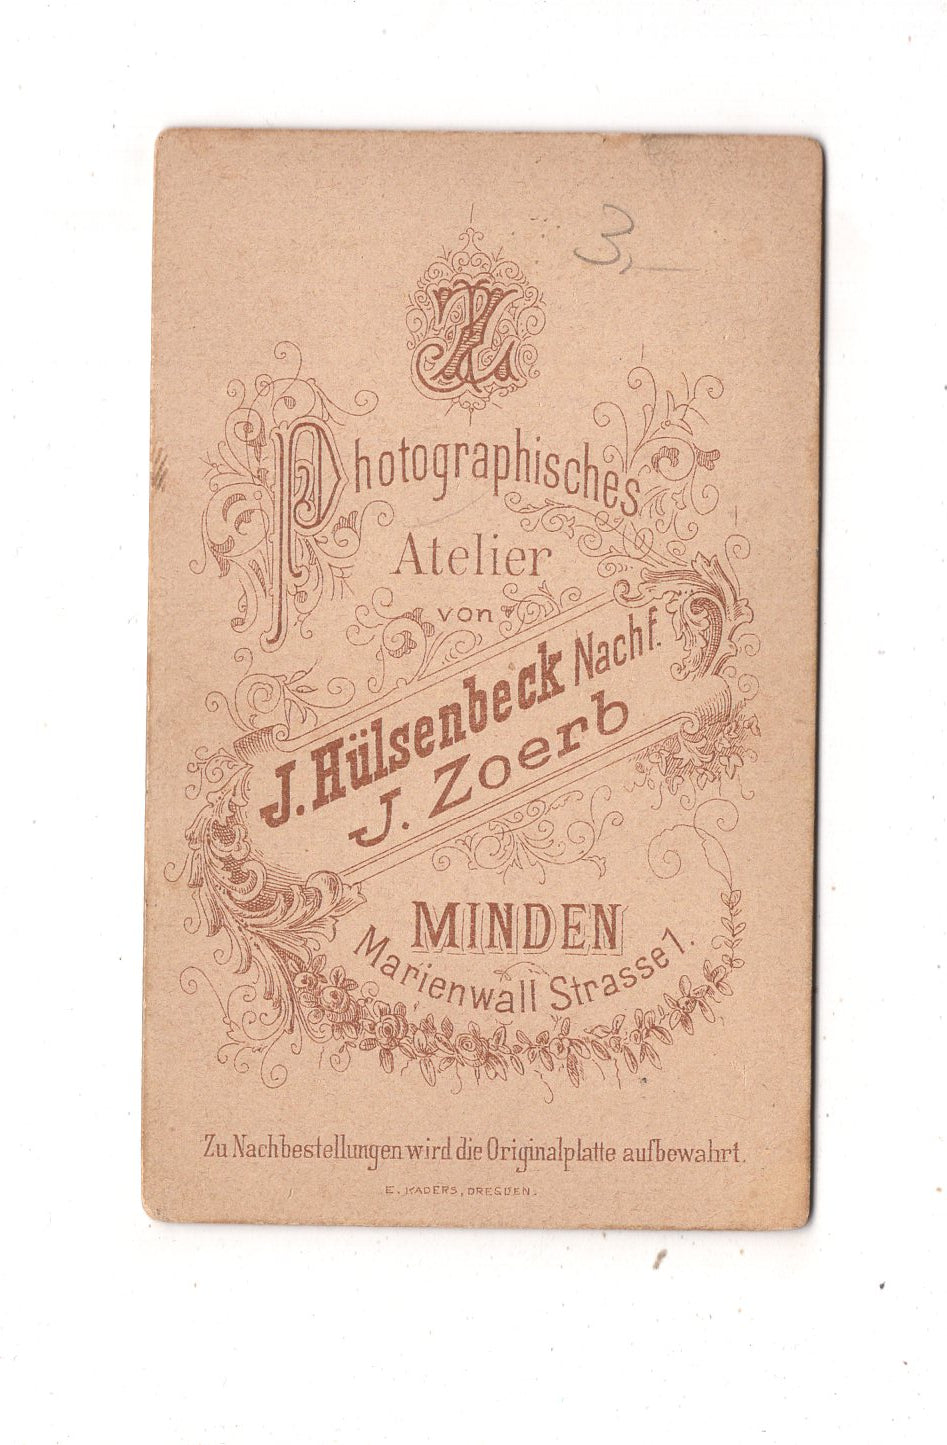 3,—
Photographisches
Atelier
von
J. Hülsenbeck Nachf.
J. Zoerb
MINDEN
Marienwall Strasse 1.
Zu Nachbestellungen wird die Originalplatte aufbewahrt.
E. KADERS, DRESDEN.